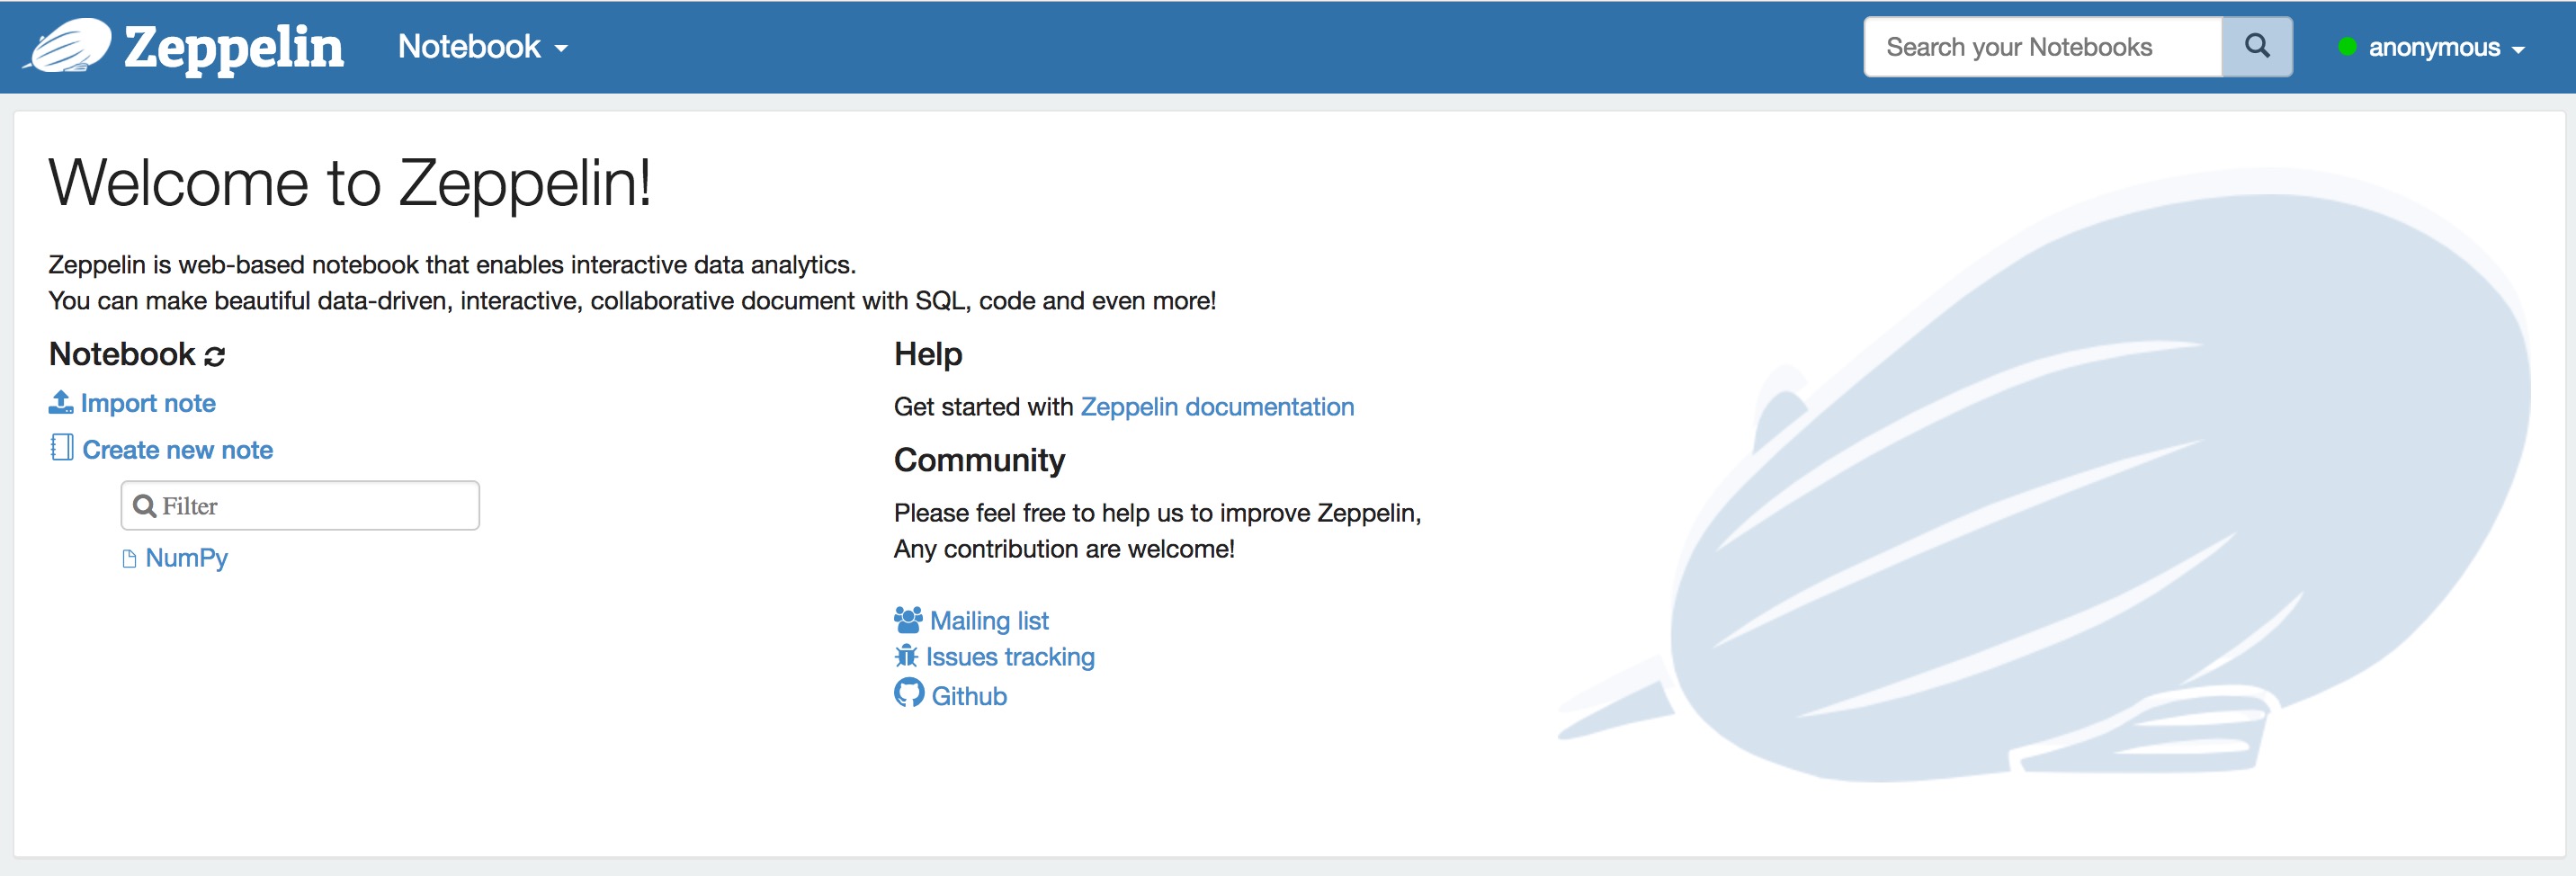 Zeppelin
Notebook
Search your Notebooks
anonymous
Welcome to Zeppelin!
Zeppelin is web-based notebook that enables interactive data analytics.
You can make beautiful data-driven, interactive, collaborative document with SQL, code and even more!
Notebook
Import note
Create new note
Filter
NumPy
Help
Get started with Zeppelin documentation
Community
Please feel free to help us to improve Zeppelin,
Any contribution are welcome!
Mailing list
Issues tracking
Github